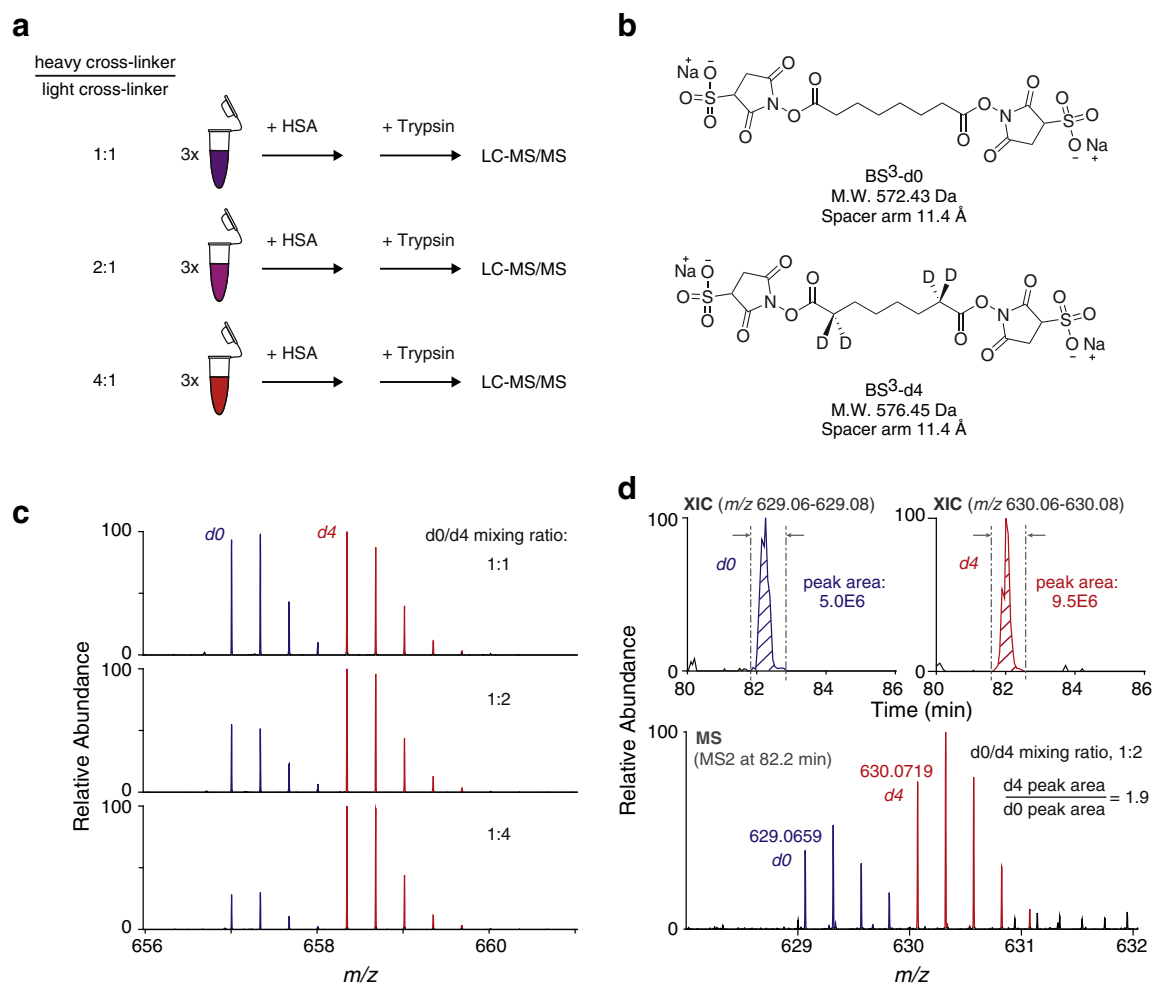 a
heavy cross-linker
light cross-linker
1:1
3x
+ HSA
+ Trypsin
LC-MS/MS
2:1
3x
+ HSA
+ Trypsin
LC-MS/MS
4:1
3x
+ HSA
+ Trypsin
LC-MS/MS
b
Na + O -
O S O
O
N
O
O
O
O
O
N
O
O
S O
O
O - Na +
BS³-d0
M.W. 572.43 Da
Spacer arm 11.4 Å
Na + O -
O S O
O
N
O
O
O
D D
D D
O
O
N
O
O
S O
O
O - Na +
BS³-d4
M.W. 576.45 Da
Spacer arm 11.4 Å
c
Relative Abundance
100
0
d0
d4
d0/d4 mixing ratio:
1:1
100
0
1:2
100
0
1:4
656
658
660
m/z
d
XIC (m/z 629.06-629.08)
100
0
d0
peak area:
5.0E6
80
82
84
86
XIC (m/z 630.06-630.08)
100
0
d4
peak area:
9.5E6
80
82
84
86
Time (min)
Relative Abundance
100
0
MS
(MS2 at 82.2 min)
629.0659
d0
630.0719
d4
d0/d4 mixing ratio, 1:2
d4 peak area
d0 peak area
= 1.9
629
630
631
632
m/z